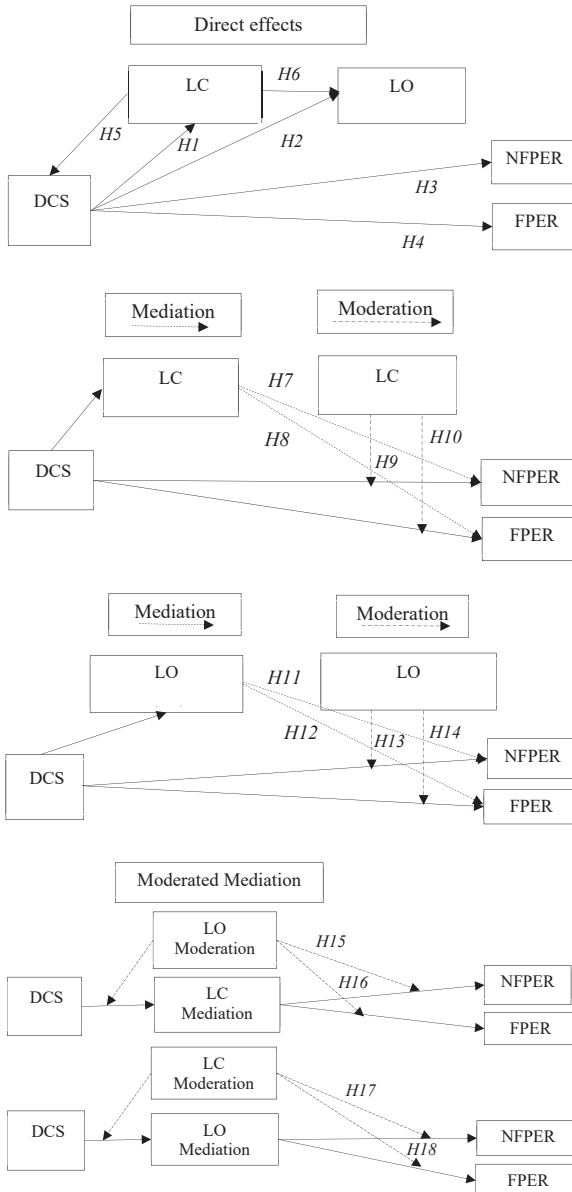 Direct effects
LC
H6
LO
H5
H1
H2
NFPER
DCS
H3
FPER
H4
Mediation
Moderation
LC
H7
LC
H8
H9
H10
DCS
NFPER
FPER
Mediation
Moderation
LO
H11
LO
H12
H13
H14
DCS
NFPER
FPER
Moderated Mediation
LO
Moderation
H15
H16
DCS
LC
Mediation
NFPER
FPER
LC
Moderation
H17
DCS
LO
Mediation
H18
NFPER
FPER